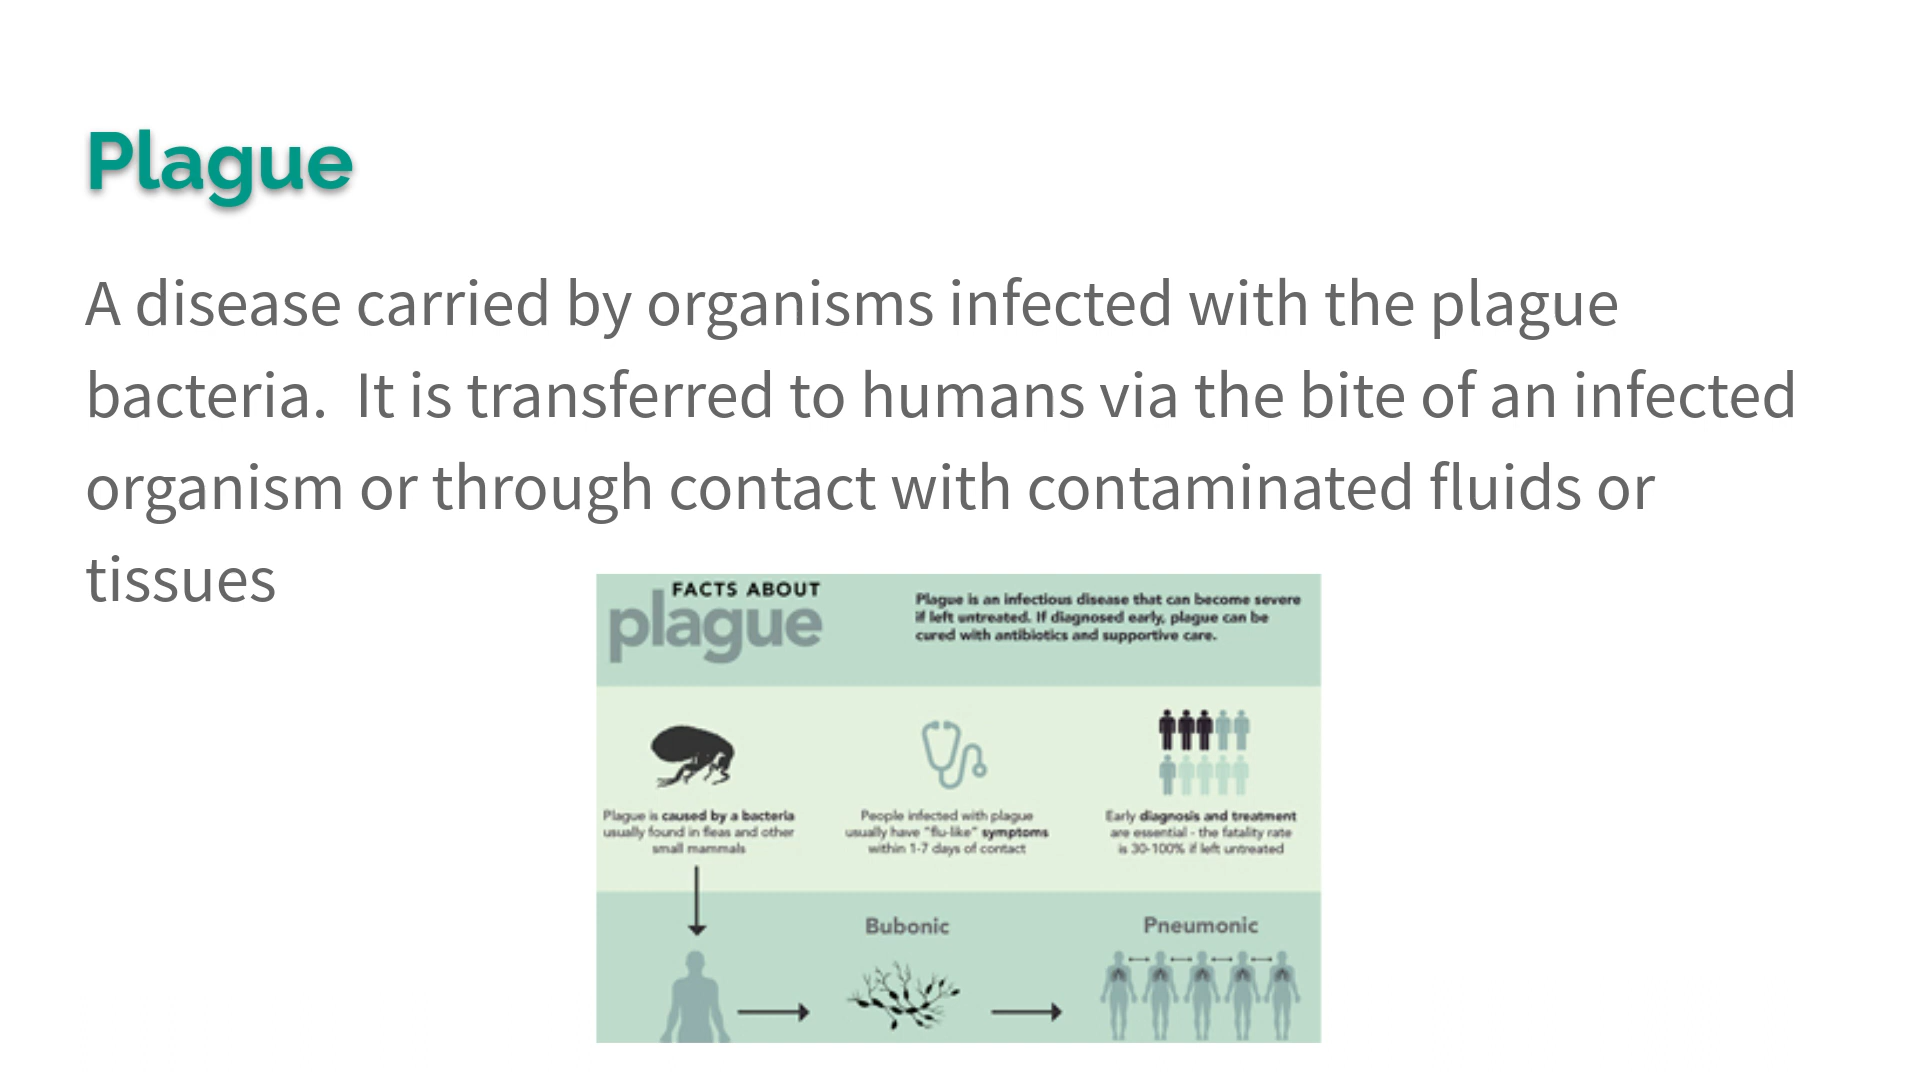 Plague
A disease carried by organisms infected with the plague
bacteria.  It is transferred to humans via the bite of an infected
organism or through contact with contaminated fluids or
tissues
FACTS ABOUT
plague
Plague is an infectious disease that can become severe
if left untreated. If diagnosed early, plague can be
cured with antibiotics and supportive care.
Plague is caused by a bacteria
usually found in fleas and other
small mammals
People infected with plague
usually have "flu-like" symptoms
within 1-7 days of contact
Early diagnosis and treatment
are essential - the fatality rate
is 30-100% if left untreated
Bubonic
Pneumonic